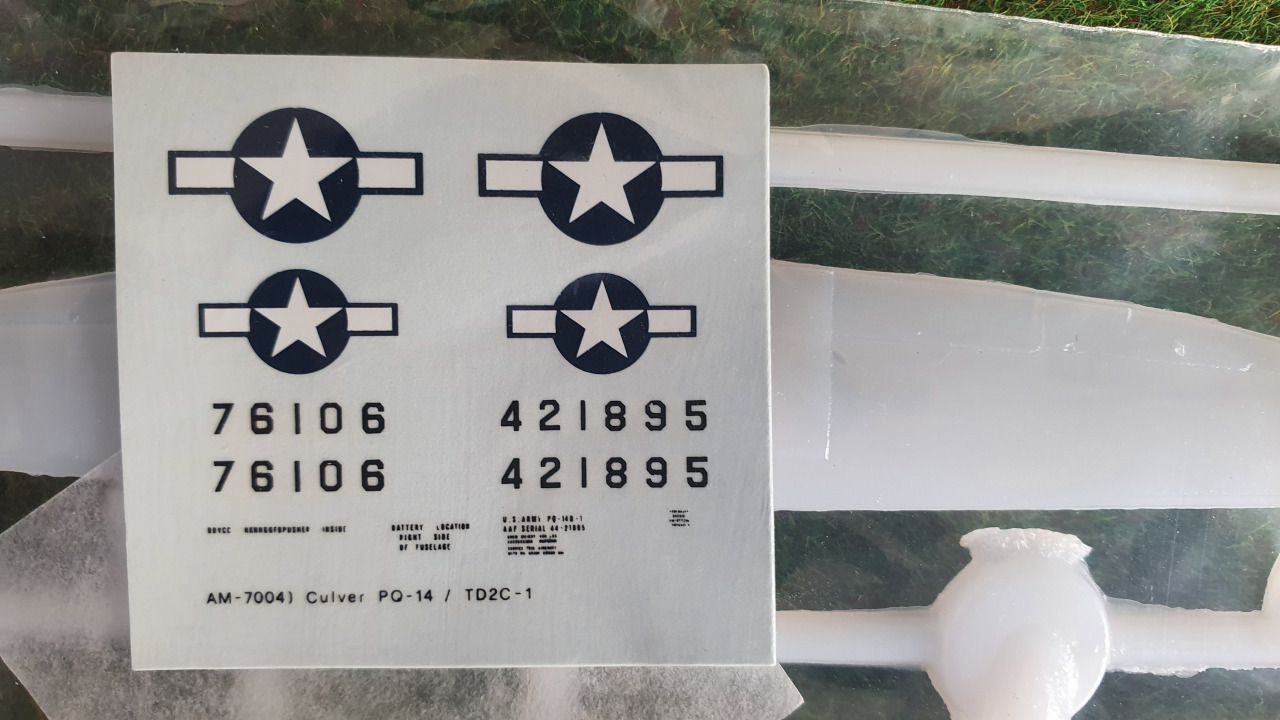 76106
421895
76106
421895
INSIDE
BATTERY LOCATION
SIDE
OF FUSELAGE
U.S.ARMY PQ-14B-1
AAF SERIAL 44-21895
AM-7004) Culver PQ-14 / TD2C-1